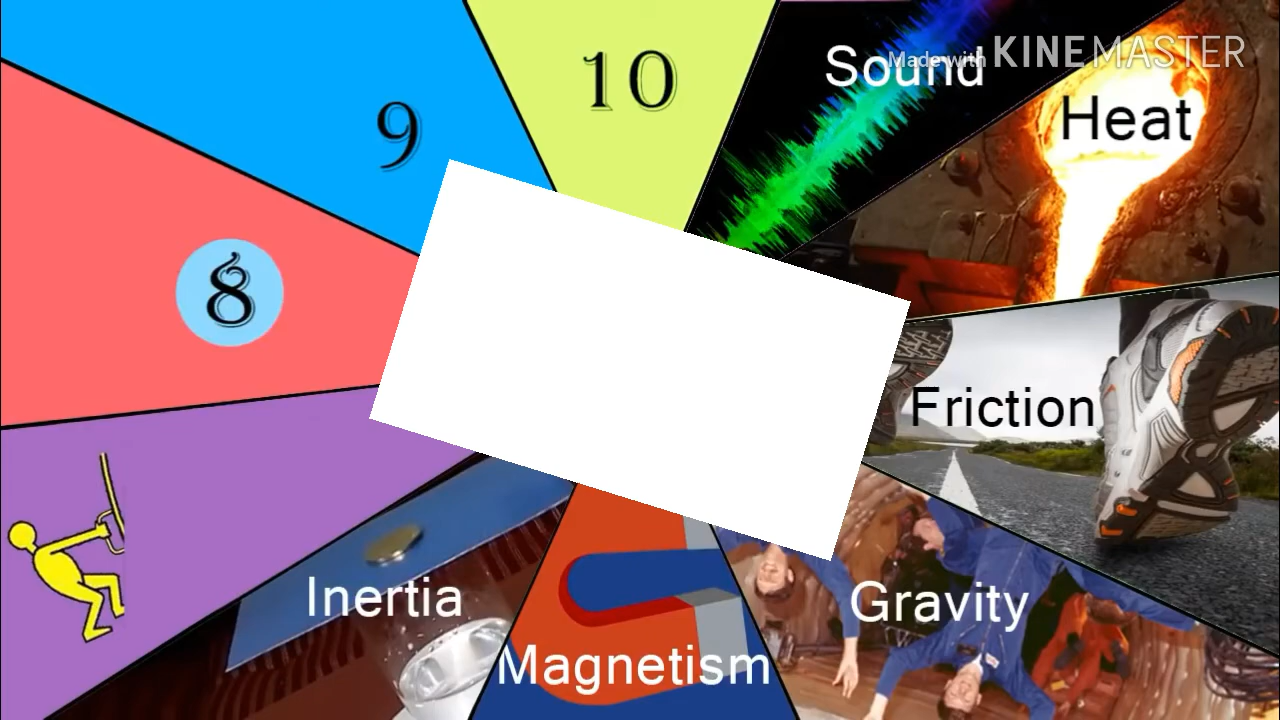 10
Sound
Made with KINEMASTER
Heat
9
8
Friction
Inertia
Gravity
Magnetism